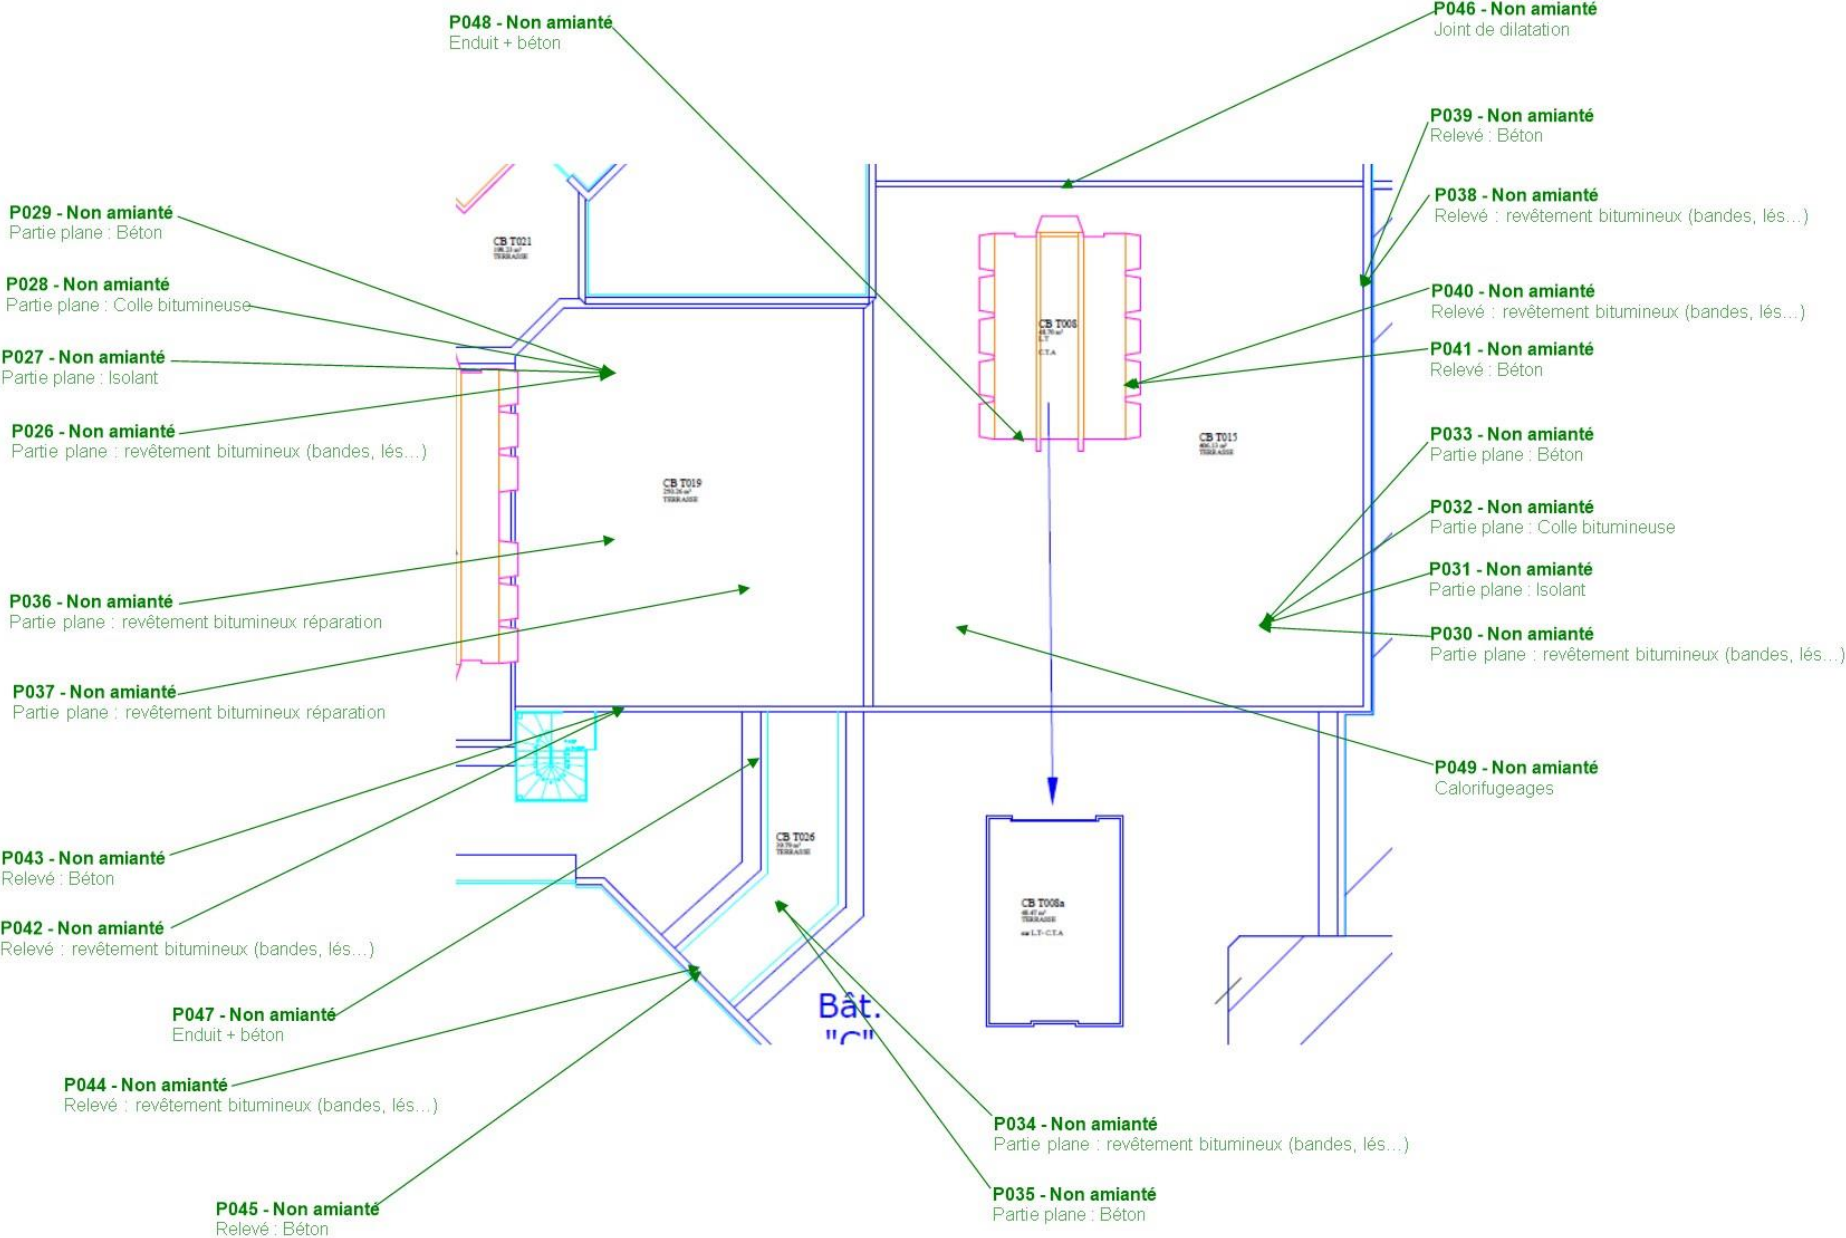 P048 - Non amianté
Enduit + béton
P046 - Non amianté
Joint de dilatation
P039 - Non amianté
Relevé : Béton
P038 - Non amianté
Relevé : revêtement bitumineux (bandes, lés...)
P029 - Non amianté
Partie plane : Béton
P028 - Non amianté
Partie plane : Colle bitumineuse
P027 - Non amianté
Partie plane : Isolant
P026 - Non amianté
Partie plane : revêtement bitumineux (bandes, lés...)
CB T021
TERRASSE
CB T008
L.T
C.T.A
P040 - Non amianté
Relevé : revêtement bitumineux (bandes, lés...)
P041 - Non amianté
Relevé : Béton
CB T015
TERRASSE
CB T019
TERRASSE
P033 - Non amianté
Partie plane : Béton
P032 - Non amianté
Partie plane : Colle bitumineuse
P031 - Non amianté
Partie plane : Isolant
P030 - Non amianté
Partie plane : revêtement bitumineux (bandes, lés...)
P036 - Non amianté
Partie plane : revêtement bitumineux réparation
P037 - Non amianté
Partie plane : revêtement bitumineux réparation
P049 - Non amianté
Calorifugeages
P043 - Non amianté
Relevé : Béton
P042 - Non amianté
Relevé : revêtement bitumineux (bandes, lés...)
CB T026
TERRASSE
CB T008a
TERRASSE
sur L.T- C.T.A
Bât.
"C"
P047 - Non amianté
Enduit + béton
P044 - Non amianté
Relevé : revêtement bitumineux (bandes, lés...)
P045 - Non amianté
Relevé : Béton
P034 - Non amianté
Partie plane : revêtement bitumineux (bandes, lés...)
P035 - Non amianté
Partie plane : Béton